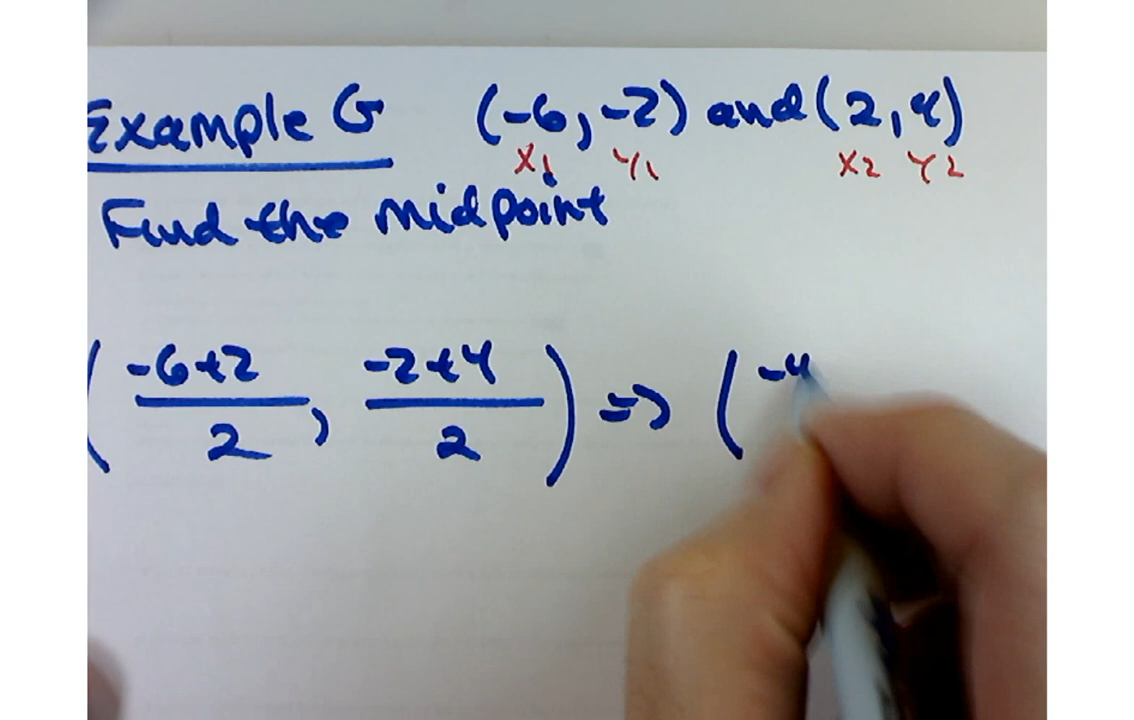 Example G (-6, -2) and (2, 4)
X1 Y1 X2 Y2
Find the midpoint
( -6+2 , -2+4 ) => ( -4
2 2